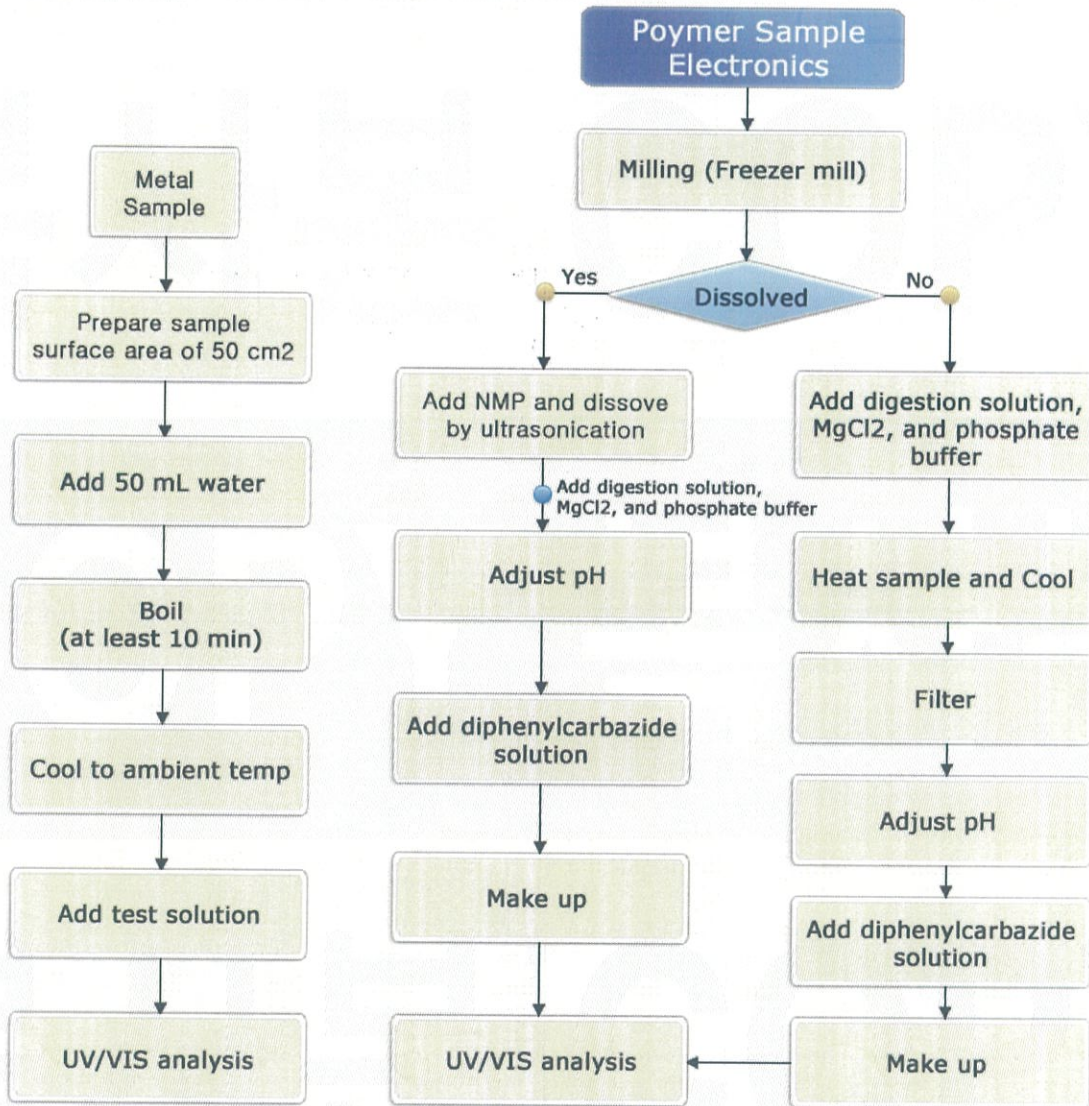 Poymer Sample
Electronics
Milling (Freezer mill)
Dissolved
Yes
No
Metal
Sample
Prepare sample
surface area of 50 cm2
Add 50 mL water
Boil
(at least 10 min)
Cool to ambient temp
Add test solution
UV/VIS analysis
Add NMP and dissove
by ultrasonication
Add digestion solution,
MgCl2, and phosphate buffer
Adjust pH
Add diphenylcarbazide
solution
Make up
UV/VIS analysis
Add digestion solution,
MgCl2, and phosphate
buffer
Heat sample and Cool
Filter
Adjust pH
Add diphenylcarbazide
solution
Make up